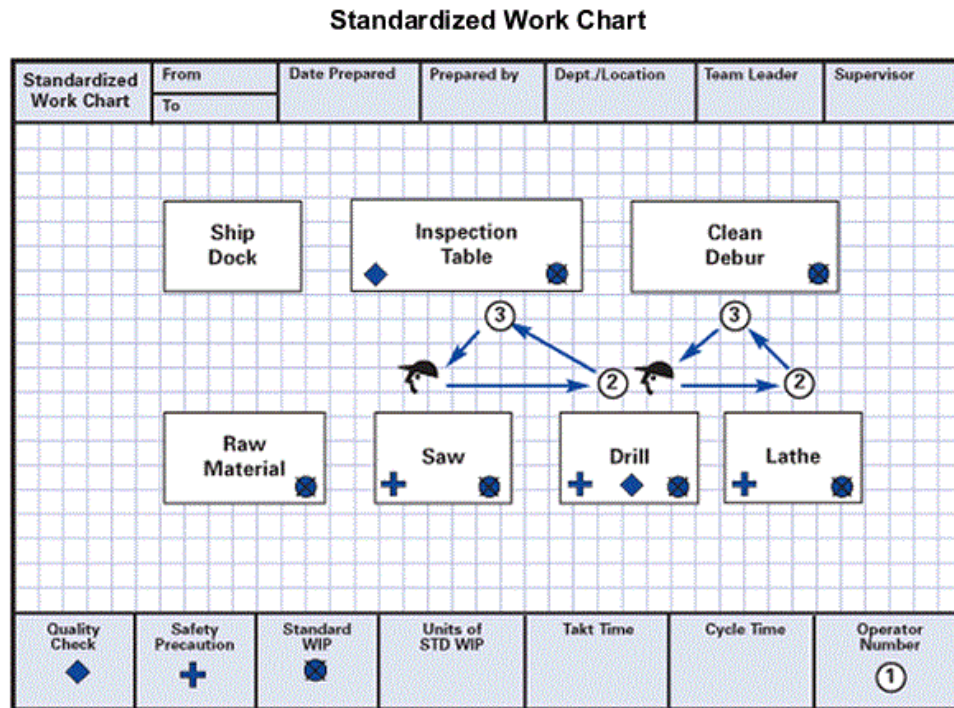 Standardized Work Chart
Standardized
Work Chart
From
To
Date Prepared
Prepared by
Dept./Location
Team Leader
Supervisor
Ship
Dock
Inspection
Table
Clean
Debur
3
3
2
2
Raw
Material
Saw
Drill
Lathe
Quality
Check
Safety
Precaution
Standard
WIP
Units of
STD WIP
Takt Time
Cycle Time
Operator
Number
1